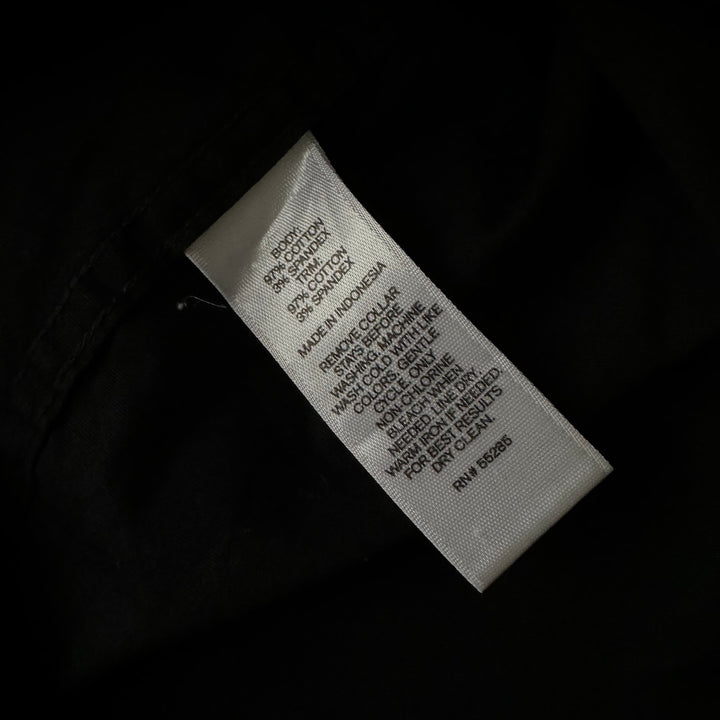 BODY:
97% COTTON
3% SPANDEX
TRIM:
97% COTTON
3% SPANDEX
MADE IN INDONESIA
REMOVE COLLAR
STAYS BEFORE
WASHING. MACHINE
WASH COLD WITH LIKE
COLORS, GENTLE
CYCLE. ONLY
NON-CHLORINE
BLEACH WHEN
NEEDED. LINE DRY.
WARM IRON IF NEEDED.
FOR BEST RESULTS
DRY CLEAN.
RN# 55285